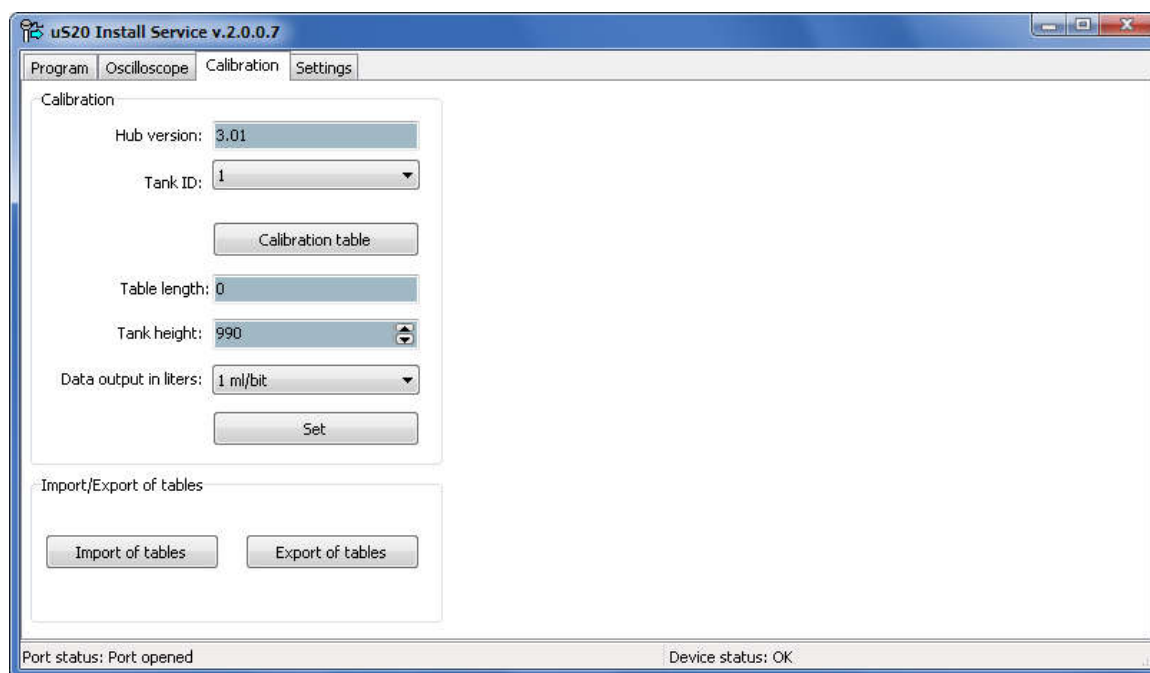 uS20 Install Service v.2.0.0.7
Program Oscilloscope Calibration Settings
Calibration
Hub version: 3.01
Tank ID: 1
Calibration table
Table length: 0
Tank height: 990
Data output in liters: 1 ml/bit
Set
Import/Export of tables
Import of tables Export of tables
Port status: Port opened Device status: OK